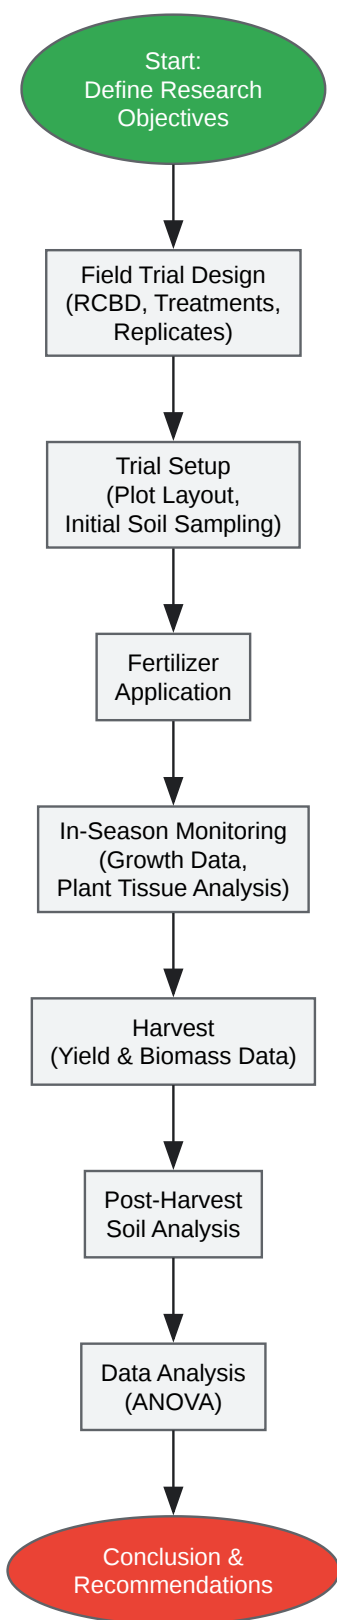 Start:
Define Research
Objectives
Field Trial Design
(RCBD, Treatments,
Replicates)
Trial Setup
(Plot Layout,
Initial Soil Sampling)
Fertilizer
Application
In-Season Monitoring
(Growth Data,
Plant Tissue Analysis)
Harvest
(Yield & Biomass Data)
Post-Harvest
Soil Analysis
Data Analysis
(ANOVA)
Conclusion &
Recommendations